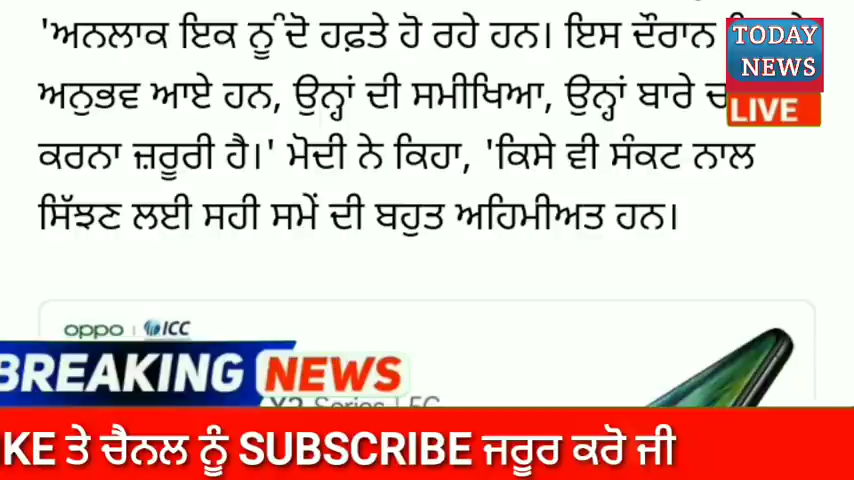 'ਅਨਲਾਕ ਇਕ ਨੂੰ ਦੋ ਹਫ਼ਤੇ ਹੋ ਰਹੇ ਹਨ। ਇਸ ਦੌਰਾਨ
TODAY
NEWS
ਅਨੁਭਵ ਆਏ ਹਨ, ਉਨ੍ਹਾਂ ਦੀ ਸਮੀਖਿਆ, ਉਨ੍ਹਾਂ ਬਾਰੇ
LIVE
ਕਰਨਾ ਜ਼ਰੂਰੀ ਹੈ।' ਮੋਦੀ ਨੇ ਕਿਹਾ, 'ਕਿਸੇ ਵੀ ਸੰਕਟ ਨਾਲ
ਸਿੱਝਣ ਲਈ ਸਹੀ ਸਮੇਂ ਦੀ ਬਹੁਤ ਅਹਿਮੀਅਤ ਹਨ।
oppo | ICC
BREAKING NEWS
KE ਤੇ ਚੈਨਲ ਨੂੰ SUBSCRIBE ਜਰੂਰ ਕਰੋ ਜੀ